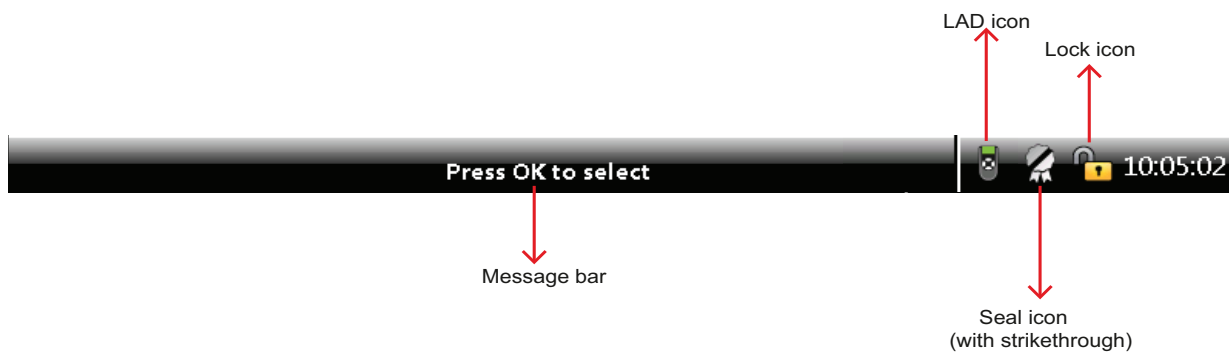 LAD icon
Lock icon
Press OK to select
10:05:02
Message bar
Seal icon
(with strikethrough)